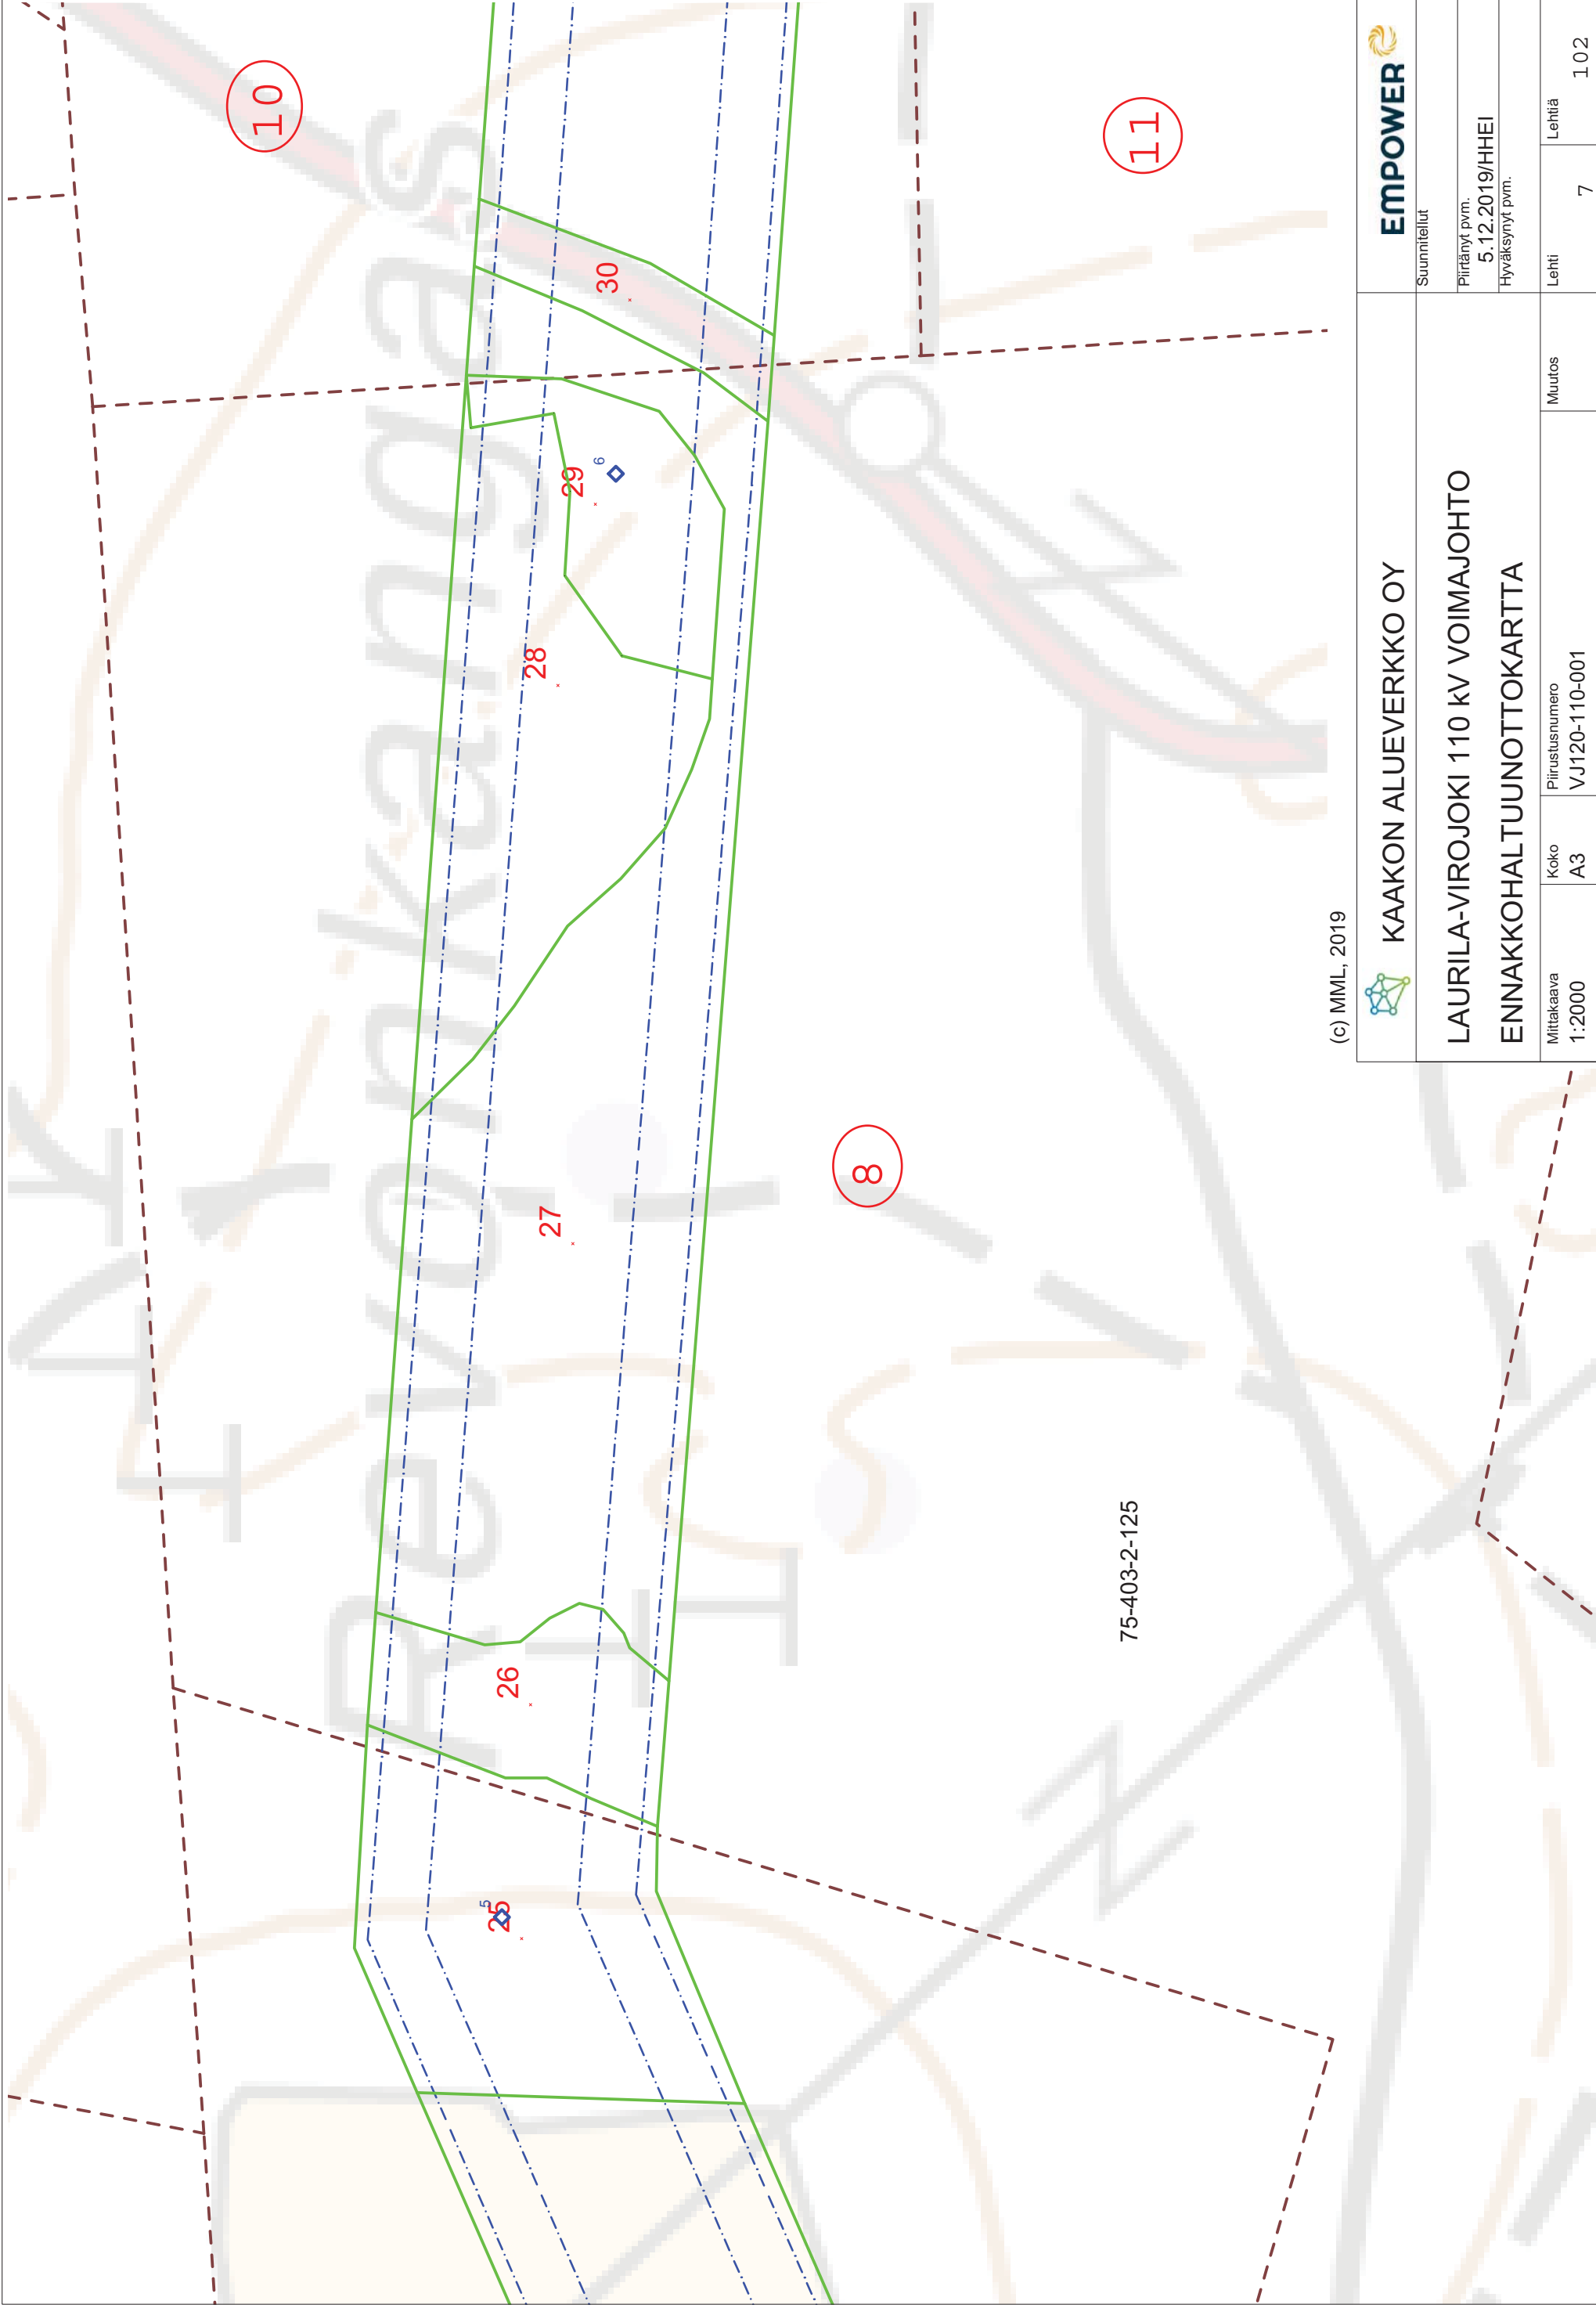 10
11
Revonkangas
30
29
6
28
27
8
26
25
5
75-403-2-125
(c) MML, 2019
KAAKON ALUEVERKKO OY
EMPOWER
LAURILA-VIROJOKI 110 kV VOIMAJOHTO
ENNAKKOHALTUUNOTTOKARTTA
Suunnitellut
Piirtänyt pvm.
5.12.2019/HHEI
Hyväksynyt pvm.
Mittakaava
1:2000
Koko
A3
Piirustusnumero
VJ120-110-001
Muutos
Lehti
7
Lehtiä
102